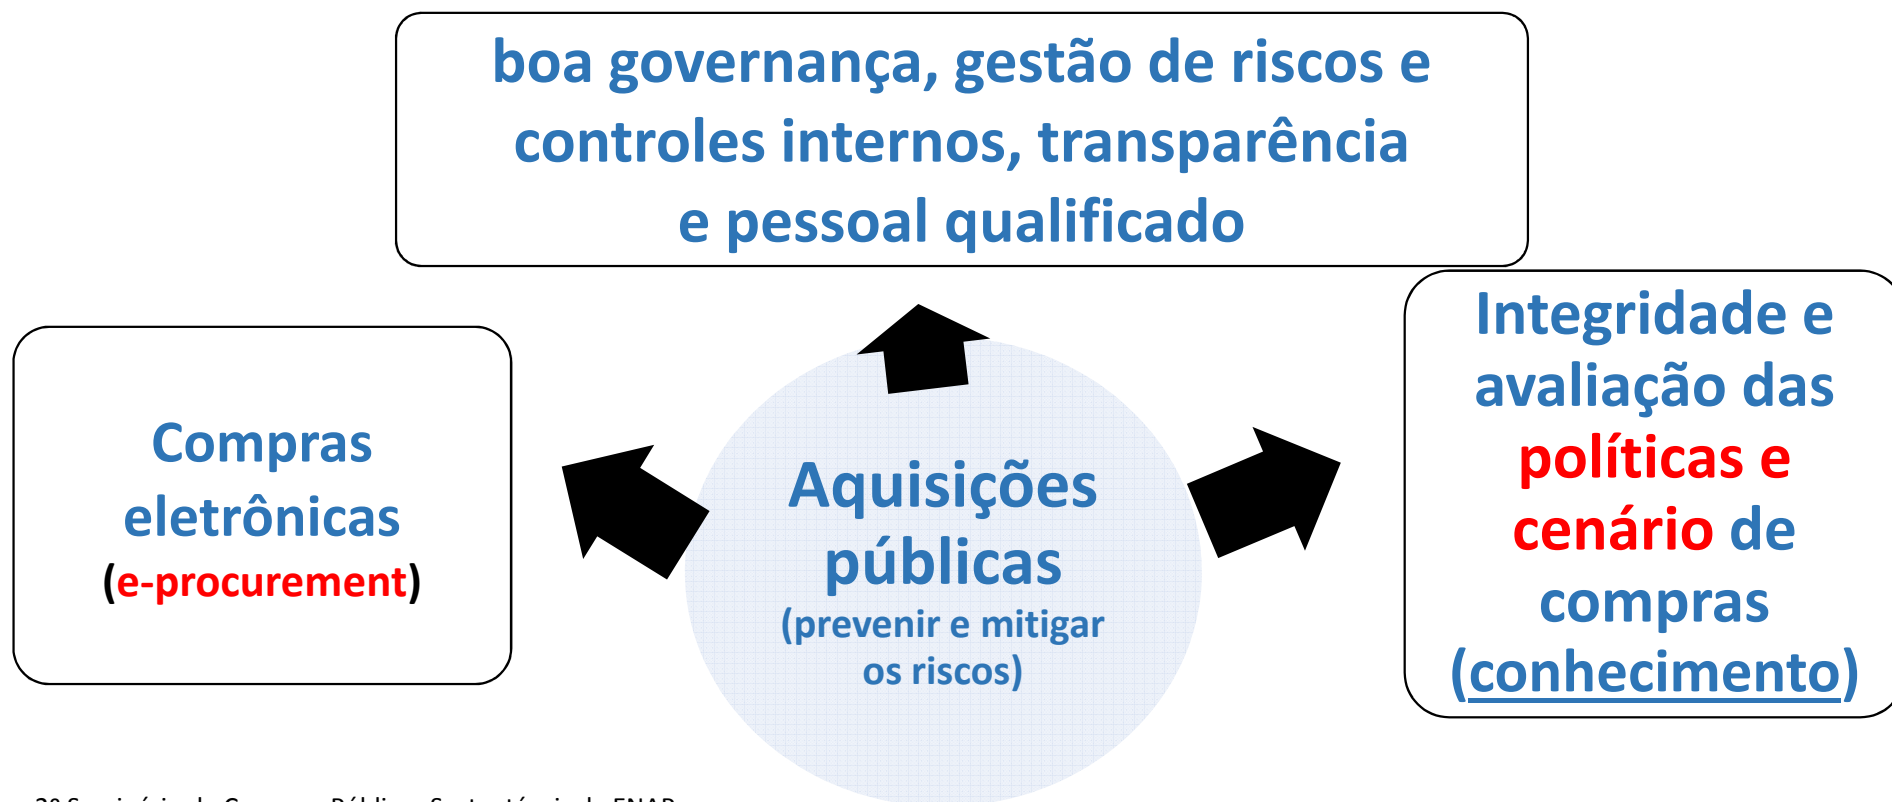 boa governança, gestão de riscos e
controles internos, transparência
e pessoal qualificado
Compras
eletrônicas
(e-procurement)
Aquisições
públicas
(prevenir e mitigar
os riscos)
Integridade e
avaliação das
políticas e
cenário de
compras
(conhecimento)